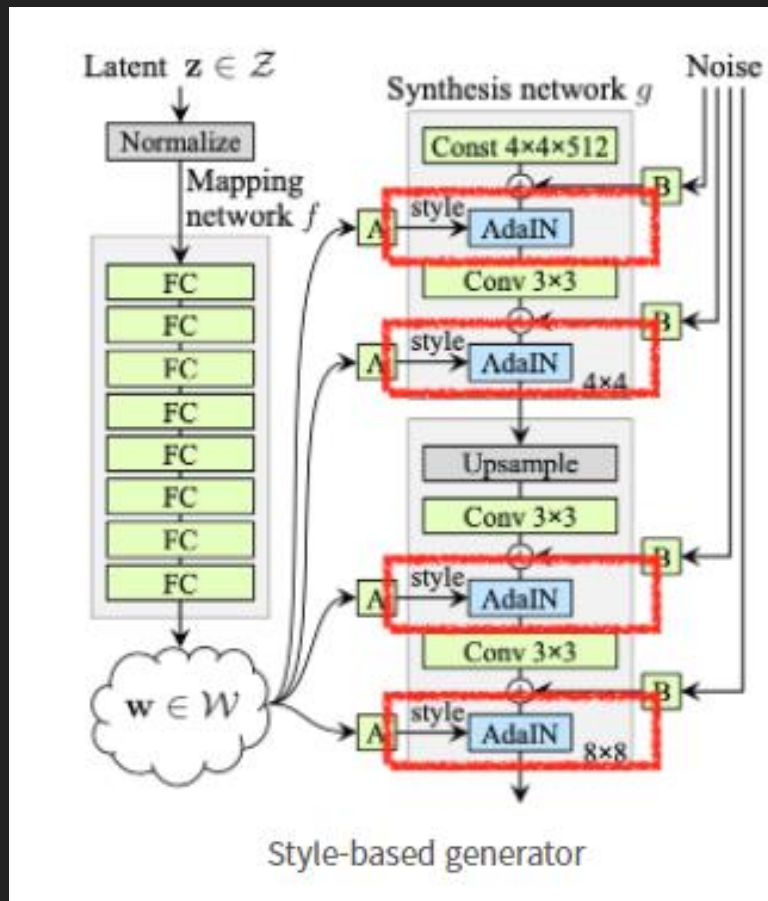 Latent z ∈ 𝒵
Normalize
Mapping
network f
FC
FC
FC
FC
FC
FC
FC
FC
w ∈ 𝒲
Noise
Synthesis network g
Const 4×4×512
B
A
style
AdaIN
Conv 3×3
B
A
style
AdaIN
4×4
Upsample
Conv 3×3
B
A
style
AdaIN
Conv 3×3
B
A
style
AdaIN
8×8
Style-based generator